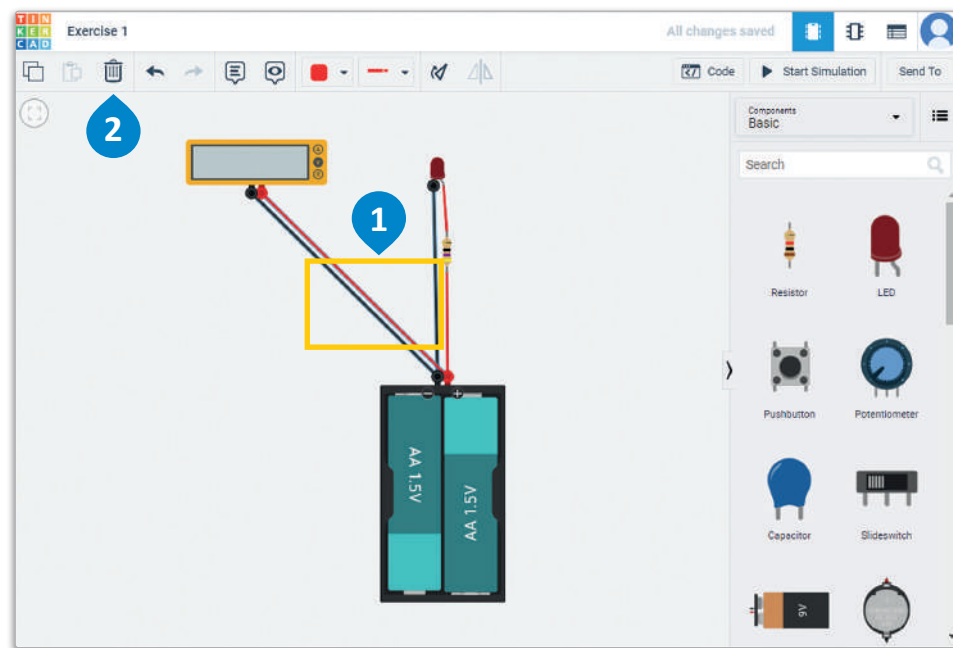 TIN
KER
CAD
Exercise 1
All changes saved
Code
Start Simulation
Send To
2
Components
Basic
Search
1
Resistor
LED
Pushbutton
Potentiometer
AA 1.5V
AA 1.5V
Capacitor
Slideswitch
9V